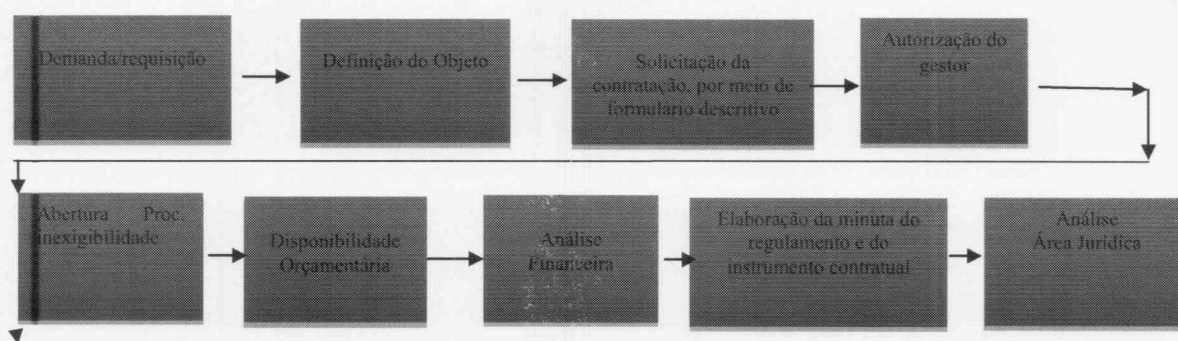 Demanda/requisição
Definição do Objeto
Solicitação da
contratação, por meio de
formulário descritivo
Autorização do
gestor
Abertura Proc.
inexigibilidade
Disponibilidade
Orçamentária
Análise
Financeira
Elaboração da minuta do
regulamento e do
instrumento contratual
Análise
Área Jurídica